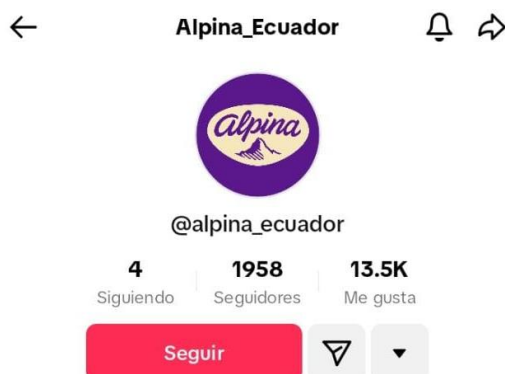 Alpina_Ecuador
alpina
@alpina_ecuador
4 1958 13.5K
Siguiendo Seguidores Me gusta
Seguir